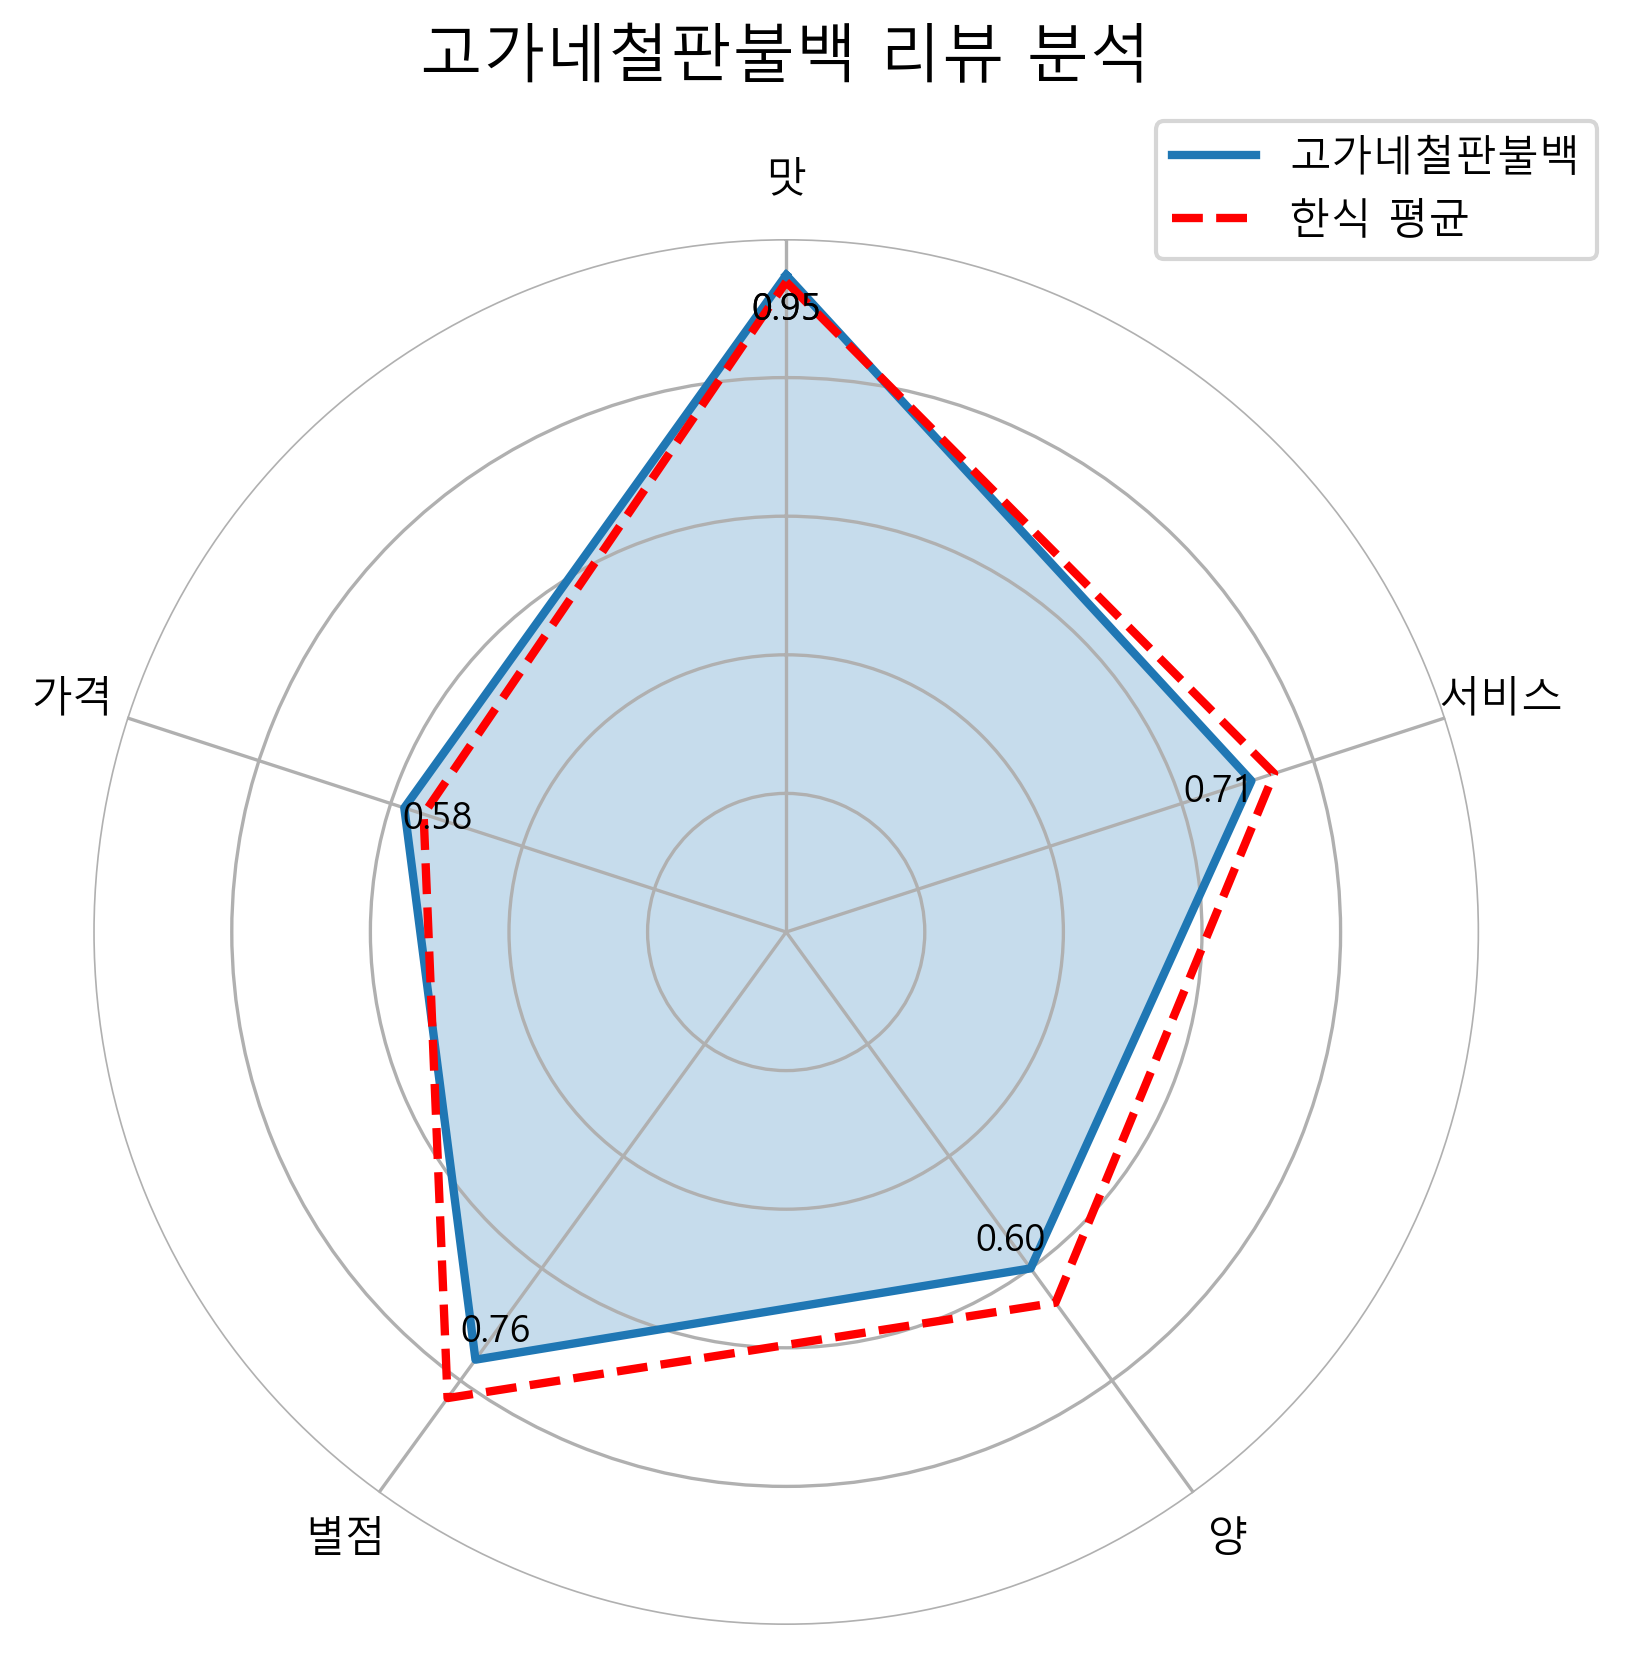 고가네철판불백 리뷰 분석
고가네철판불백
한식 평균
맛
0.95
가격
서비스
0.71
0.58
0.60
0.76
별점
양